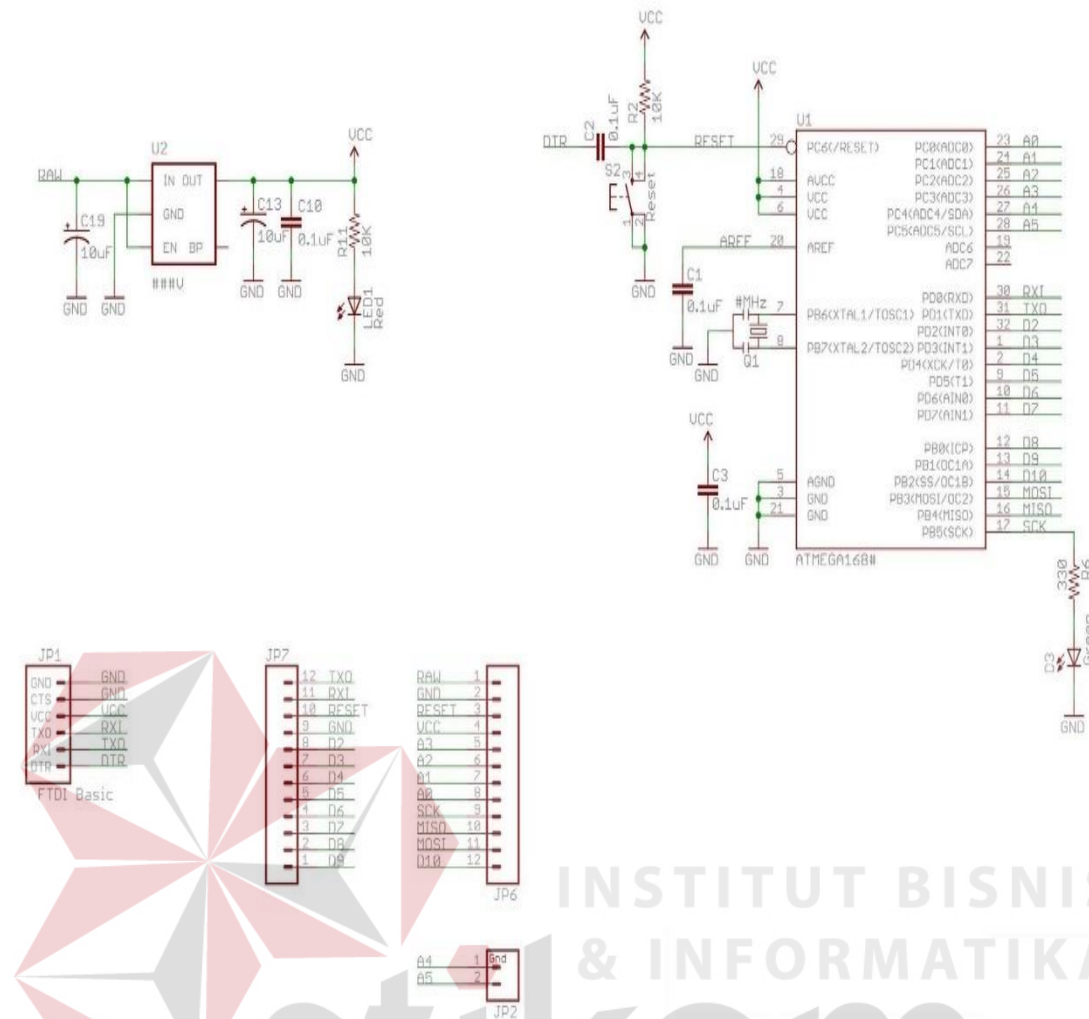 RAW
U2
IN OUT
GND
EN BP
###V
C19
10uF
GND
GND
C13
10uF
C10
0.1uF
GND
GND
VCC
R11
10K
LED1
Red
GND
DTR
C2
0.1uF
VCC
R2
10K
RESET
S2
3 4
1 2
Reset
GND
VCC
AREF
C1
0.1uF
GND
#MHz
Q1
GND
VCC
C3
0.1uF
GND
GND
U1
29 PC6(/RESET)
18 AVCC
4 VCC
6 VCC
20 AREF
7 PB6(XTAL1/TOSC1)
8 PB7(XTAL2/TOSC2)
5 AGND
3 GND
21 GND
PC0(ADC0) 23 A0
PC1(ADC1) 24 A1
PC2(ADC2) 25 A2
PC3(ADC3) 26 A3
PC4(ADC4/SDA) 27 A4
PC5(ADC5/SCL) 28 A5
ADC6 19
ADC7 22
PD0(RXD) 30 RXI
PD1(TXD) 31 TXO
PD2(INT0) 32 D2
PD3(INT1) 1 D3
PD4(XCK/T0) 2 D4
PD5(T1) 9 D5
PD6(AIN0) 10 D6
PD7(AIN1) 11 D7
PB0(ICP) 12 D8
PB1(OC1A) 13 D9
PB2(SS/OC1B) 14 D10
PB3(MOSI/OC2) 15 MOSI
PB4(MISO) 16 MISO
PB5(SCK) 17 SCK
ATMEGA168#
330
R6
D3
Green
GND
JP1
GND GND
CTS GND
VCC VCC
TXO RXI
RXI TXO
DTR DTR
FTDI Basic
JP7
12 TXO
11 RXI
10 RESET
9 GND
8 D2
7 D3
6 D4
5 D5
4 D6
3 D7
2 D8
1 D9
RAW 1
GND 2
RESET 3
VCC 4
A3 5
A2 6
A1 7
A0 8
SCK 9
MISO 10
MOSI 11
D10 12
JP6
Gnd
A4 1
A5 2
JP2
INSTITUT BISNIS
& INFORMATIKA